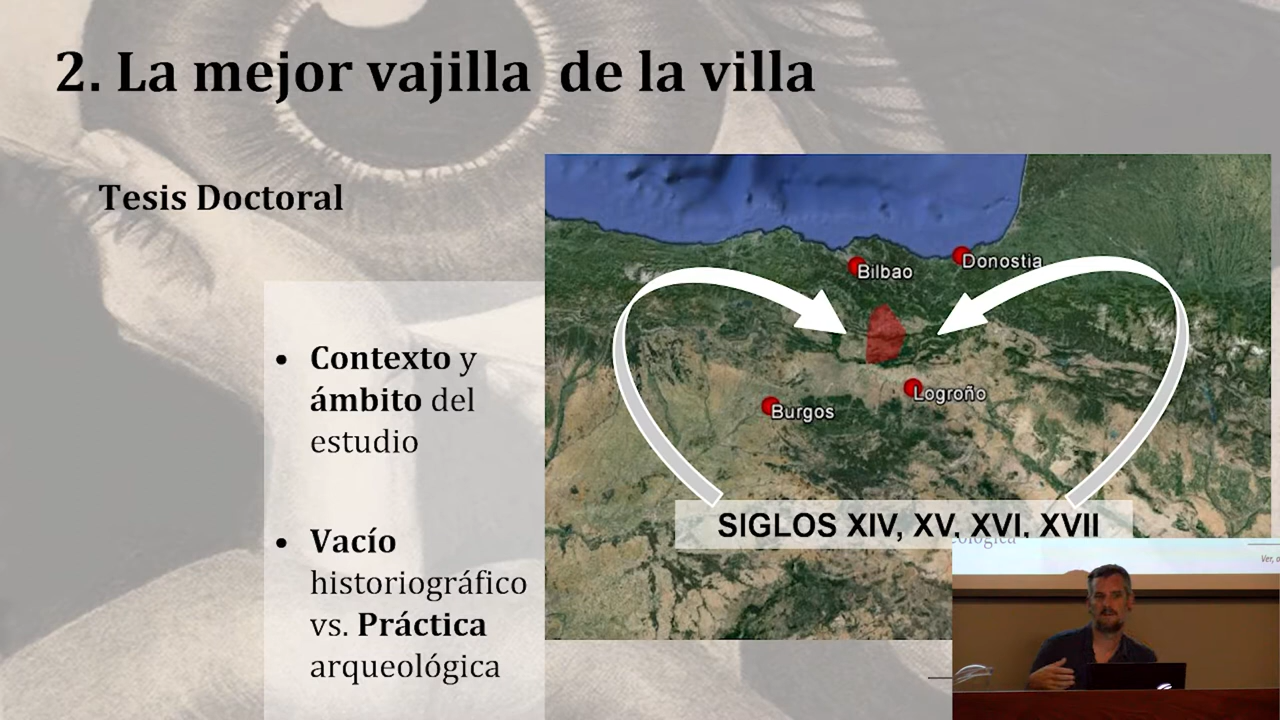 2. La mejor vajilla de la villa
Tesis Doctoral
• Contexto y
ámbito del
estudio
• Vacío
historiográfico
vs. Práctica
arqueológica
Bilbao
Donostia
Logroño
Burgos
SIGLOS XIV, XV, XVI, XVII
Ver,